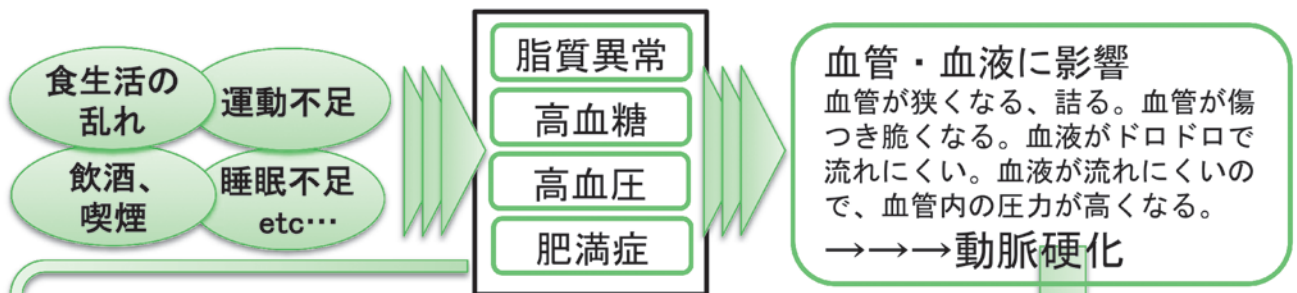 食生活の
乱れ
運動不足
飲酒、
喫煙
睡眠不足
etc…
脂質異常
高血糖
高血圧
肥満症
血管・血液に影響
血管が狭くなる、詰る。血管が傷
つき脆くなる。血液がドロドロで
流れにくい。血液が流れにくいの
で、血管内の圧力が高くなる。
→→→動脈硬化